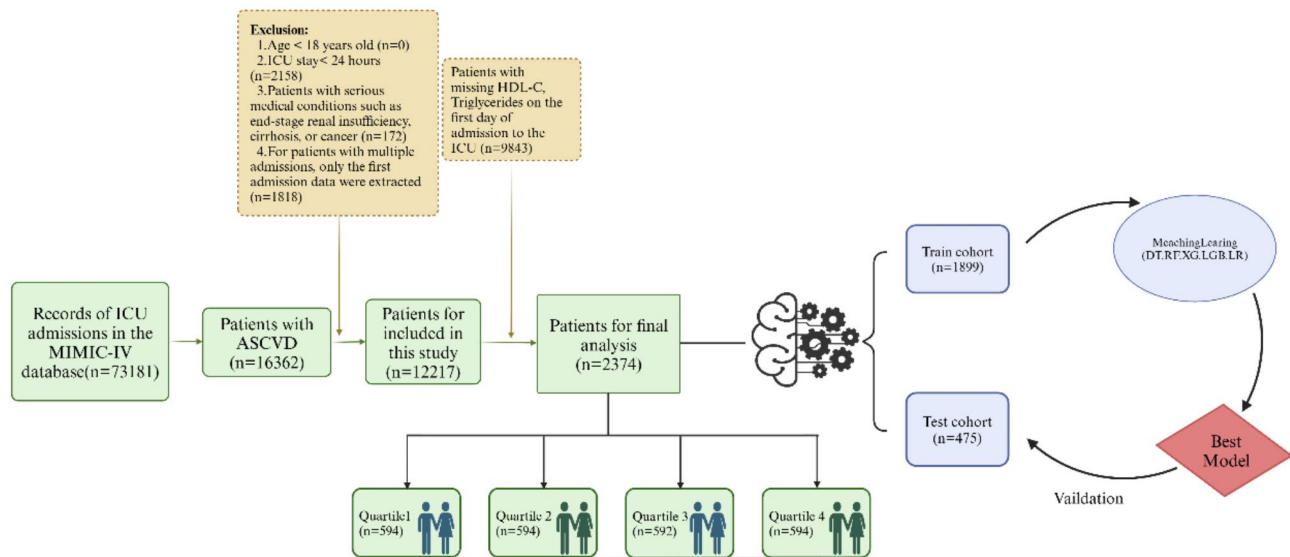 Exclusion:
1.Age < 18 years old (n=0)
2.ICU stay< 24 hours
(n=2158)
3.Patients with serious
medical conditions such as
end-stage renal insufficiency,
cirrhosis, or cancer (n=172)
4.For patients with multiple
admissions, only the first
admission data were extracted
(n=1818)
Patients with
missing HDL-C,
Triglycerides on the
first day of
admission to the
ICU (n=9843)
Records of ICU
admissions in the
MIMIC-IV
database(n=73181)
Patients with
ASCVD
(n=16362)
Patients for
included in
this study
(n=12217)
Patients for final
analysis
(n=2374)
Train cohort
(n=1899)
MeachingLearing
(DT.RF.XG.LGB.LR)
Test cohort
(n=475)
Best
Model
Vaildation
Quartile1
(n=594)
Quartile 2
(n=594)
Quartile 3
(n=592)
Quartile 4
(n=594)